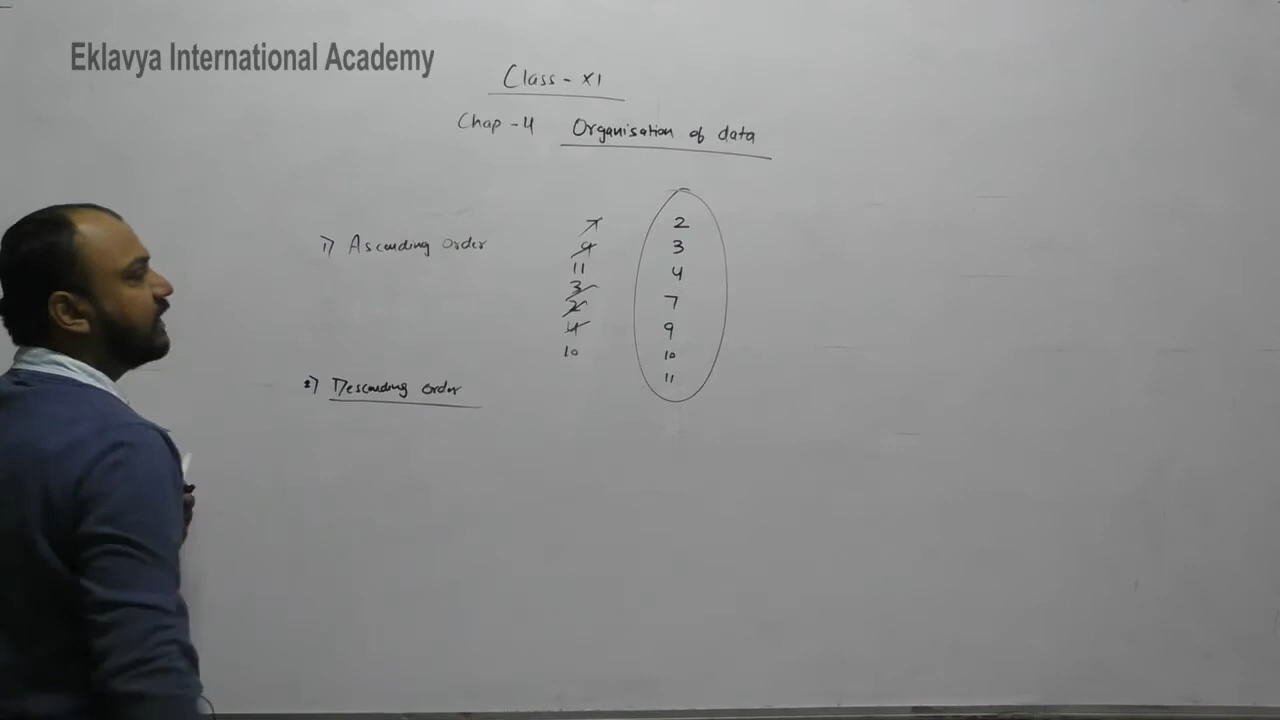 Eklavya International Academy
Class - XI
Chap - 4 Organisation of data
1) Ascending order
7
9
11
3
2
4
10
2
3
4
7
9
10
11
2) Descending order